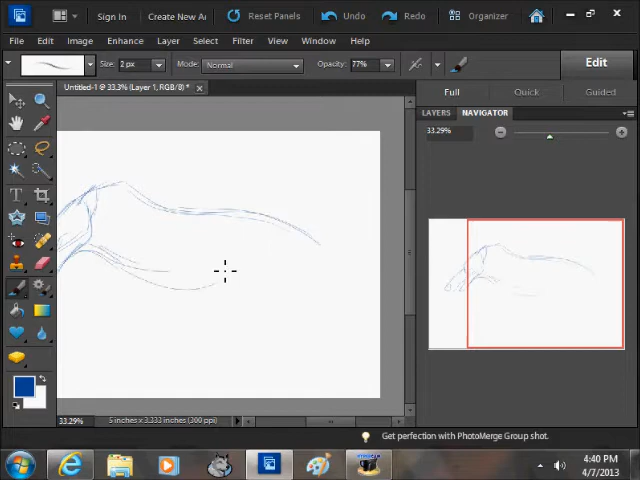 Sign In
Create New Ar
Reset Panels
Undo
Redo
Organizer
File Edit Image Enhance Layer Select Filter View Window Help
Size: 2 px
Mode: Normal
Opacity: 77%
Edit
Untitled-1 @ 33.3% (Layer 1, RGB/8) *
Full
Quick
Guided
LAYERS
NAVIGATOR
33.29%
33.29%
5 inches x 3.333 inches (300 ppi)
Get perfection with PhotoMerge Group shot.
4:40 PM
4/7/2013